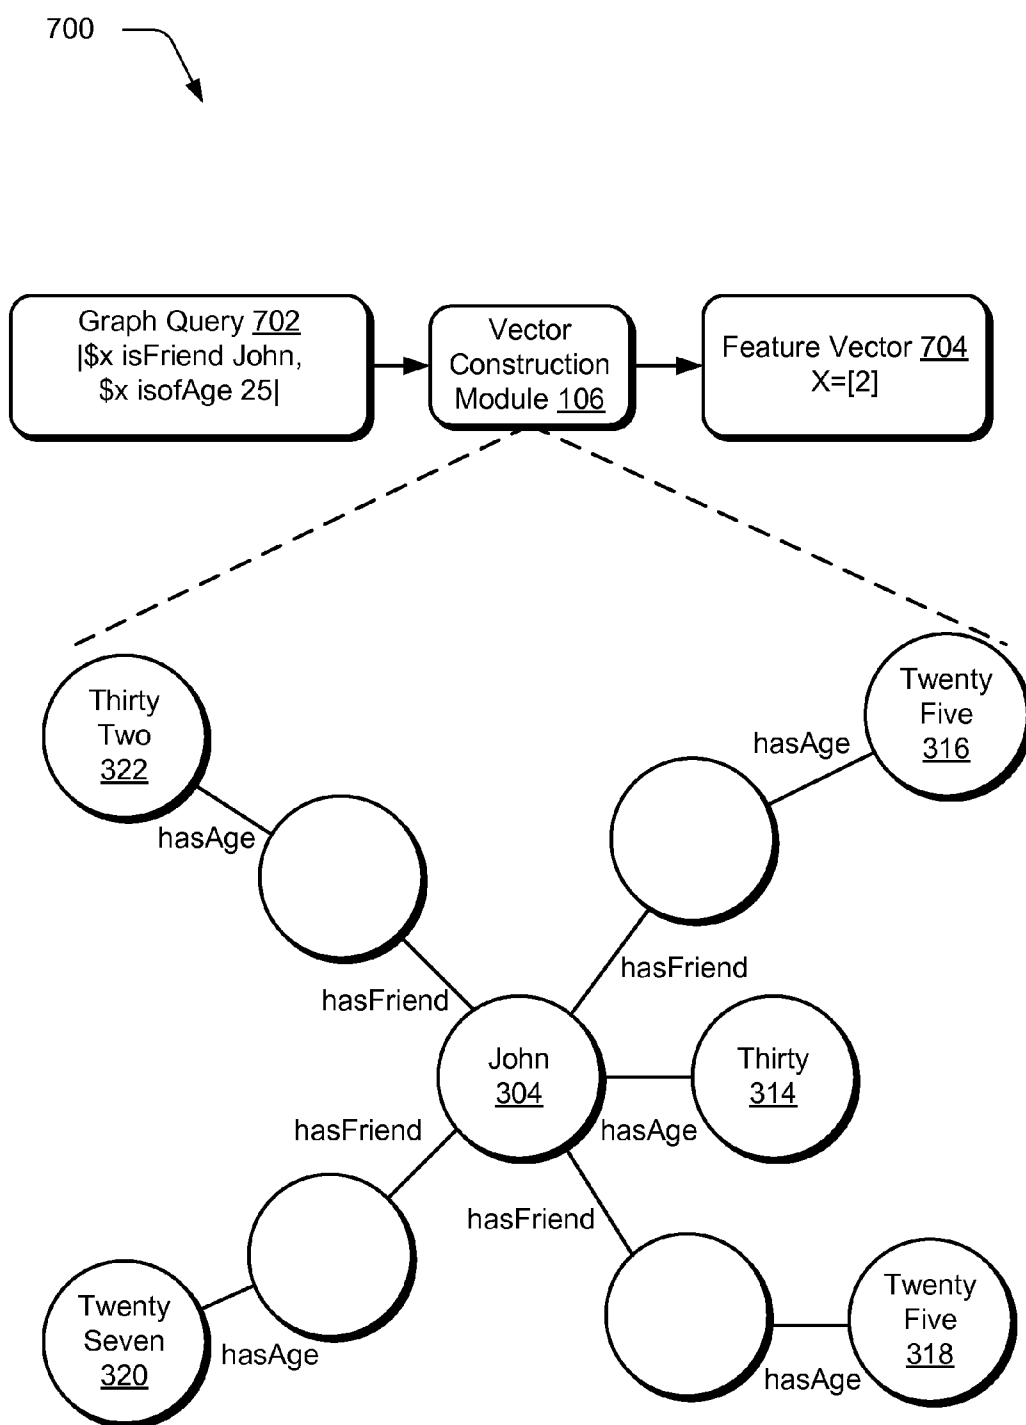 700
Graph Query 702
|$x isFriend John,
$x isofAge 25|
Vector
Construction
Module 106
Feature Vector 704
X=[2]
Thirty
Two
322
Twenty
Five
316
hasAge
hasAge
hasFriend
hasFriend
John
304
Thirty
314
hasFriend
hasAge
hasFriend
Twenty
Seven
320
hasAge
Twenty
Five
318
hasAge